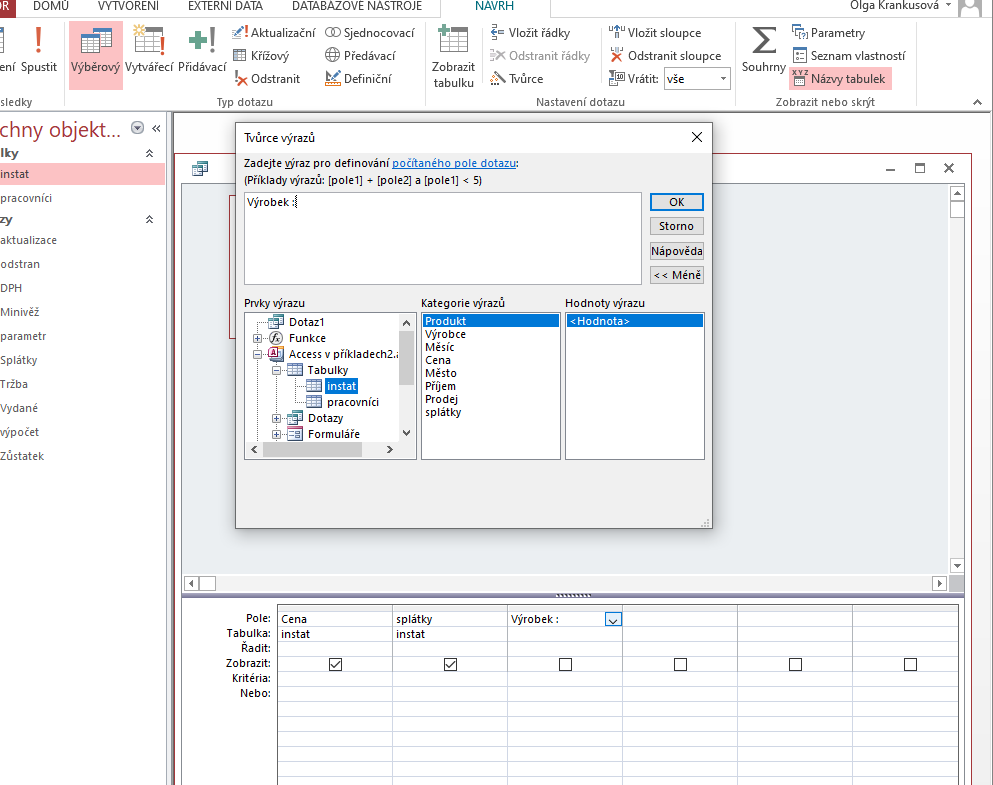 OR DOMŮ VYTVOŘENÍ EXTERNÍ DATA DATABÁZOVÉ NÁSTROJE NÁVRH Olga Krankusová
ení Spustit Výběrový Vytvářecí Přidávací
Aktualizační Sjednocovací
Křížový Předávací
Odstranit Definiční
Zobrazit tabulku
Vložit řádky Vložit sloupce
Odstranit řádky Odstranit sloupce
Tvůrce Vrátit: vše
Souhrny
Parametry
Seznam vlastností
Názvy tabulek
sledky Typ dotazu Nastavení dotazu Zobrazit nebo skrýt
chny objekt...
lky
instat
pracovníci
zy
aktualizace
odstran
DPH
Minivěž
parametr
Splátky
Tržba
Vydané
výpočet
Zůstatek
Tvůrce výrazů
Zadejte výraz pro definování počítaného pole dotazu:
(Příklady výrazů: [pole1] + [pole2] a [pole1] < 5)
Výrobek :
OK
Storno
Nápověda
<< Méně
Prvky výrazu
Dotaz1
Funkce
Access v příkladech2.a
Tabulky
instat
pracovníci
Dotazy
Formuláře
Kategorie výrazů
Produkt
Výrobce
Měsíc
Cena
Město
Příjem
Prodej
splátky
Hodnoty výrazu
<Hodnota>
Pole: Cena splátky Výrobek :
Tabulka: instat instat
Řadit:
Zobrazit:
Kritéria:
Nebo: